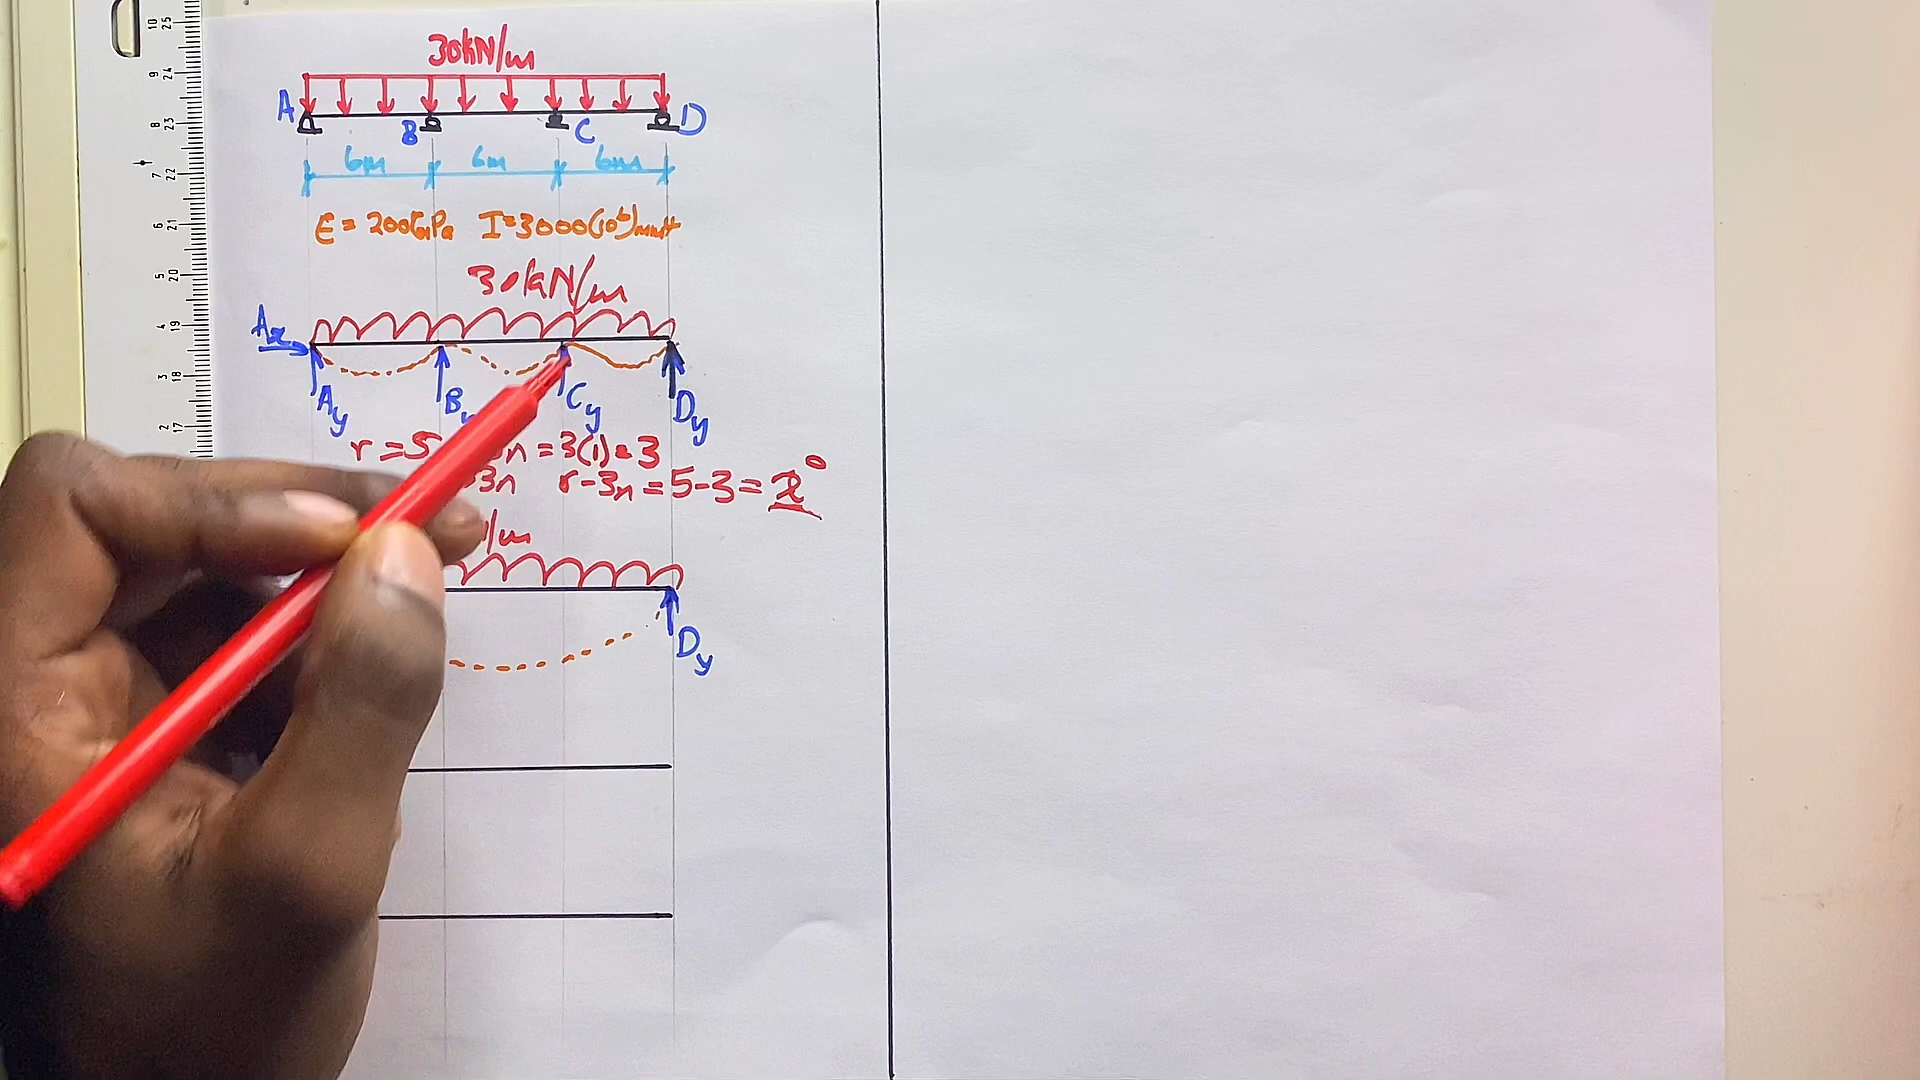 30kN/m
A B C D
6m 6m 6m
E = 200GPa I=3000(10⁶)mm⁴
30kN/m
Ax
Ay Cy Dy
r = 5 n = 3(1) = 3
3n r-3n = 5-3 = 2°
/m
Dy